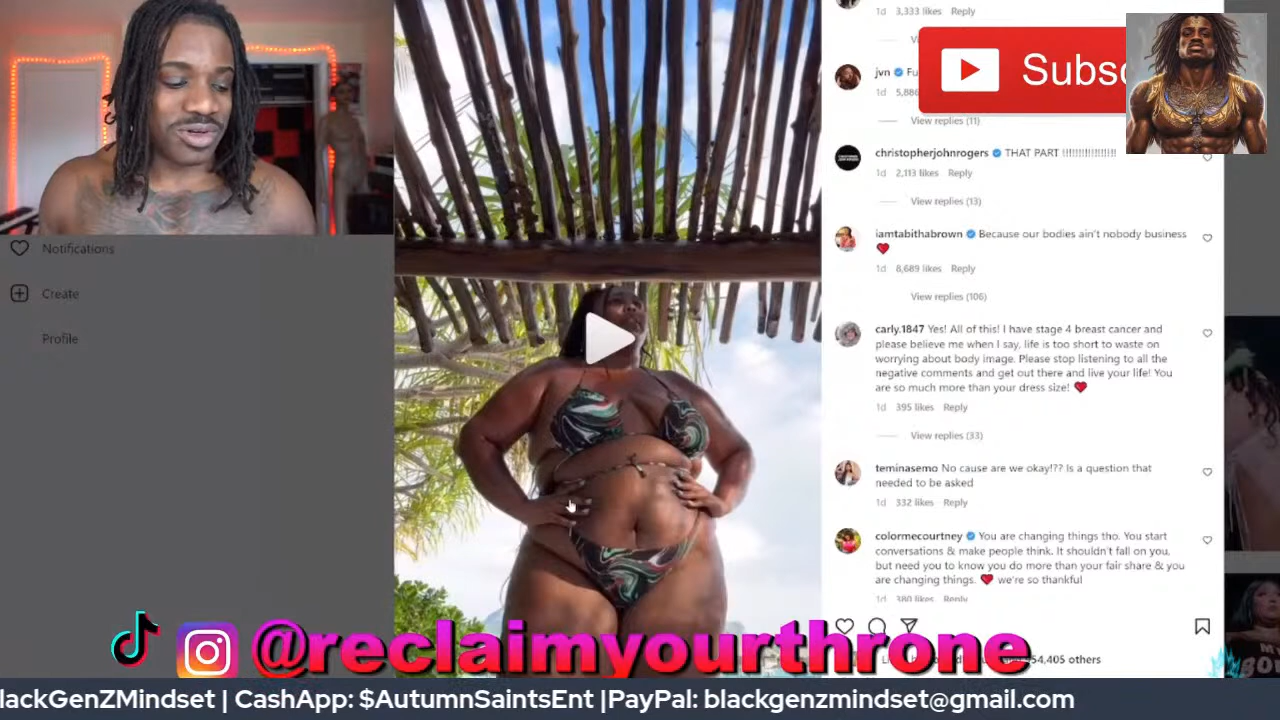 1d 3,333 likes Reply
jvn
Subsc
1d
View replies (11)
christopherjohnrogers THAT PART !!!!!!!!!!!!!!!!!
1d 2,113 likes Reply
View replies (13)
iamtabithabrown Because our bodies ain't nobody business
1d 8,689 likes Reply
View replies (106)
carly.1847 Yes! All of this! I have stage 4 breast cancer and
please believe me when I say, life is too short to waste on
worrying about body image. Please stop listening to all the
negative comments and get out there and live your life! You
are so much more than your dress size!
1d 395 likes Reply
View replies (33)
teminasemo No cause are we okay!?? Is a question that
needed to be asked
1d 332 likes Reply
colormecourtney You are changing things tho. You start
conversations & make people think. It shouldn't fall on you,
but need you to know you do more than your fair share & you
are changing things. we're so thankful
1d 380 likes Reply
Notifications
Create
Profile
@reclaimyourthrone
54,405 others
lackGenZMindset | CashApp: $AutumnSaintsEnt |PayPal: blackgenzmindset@gmail.com